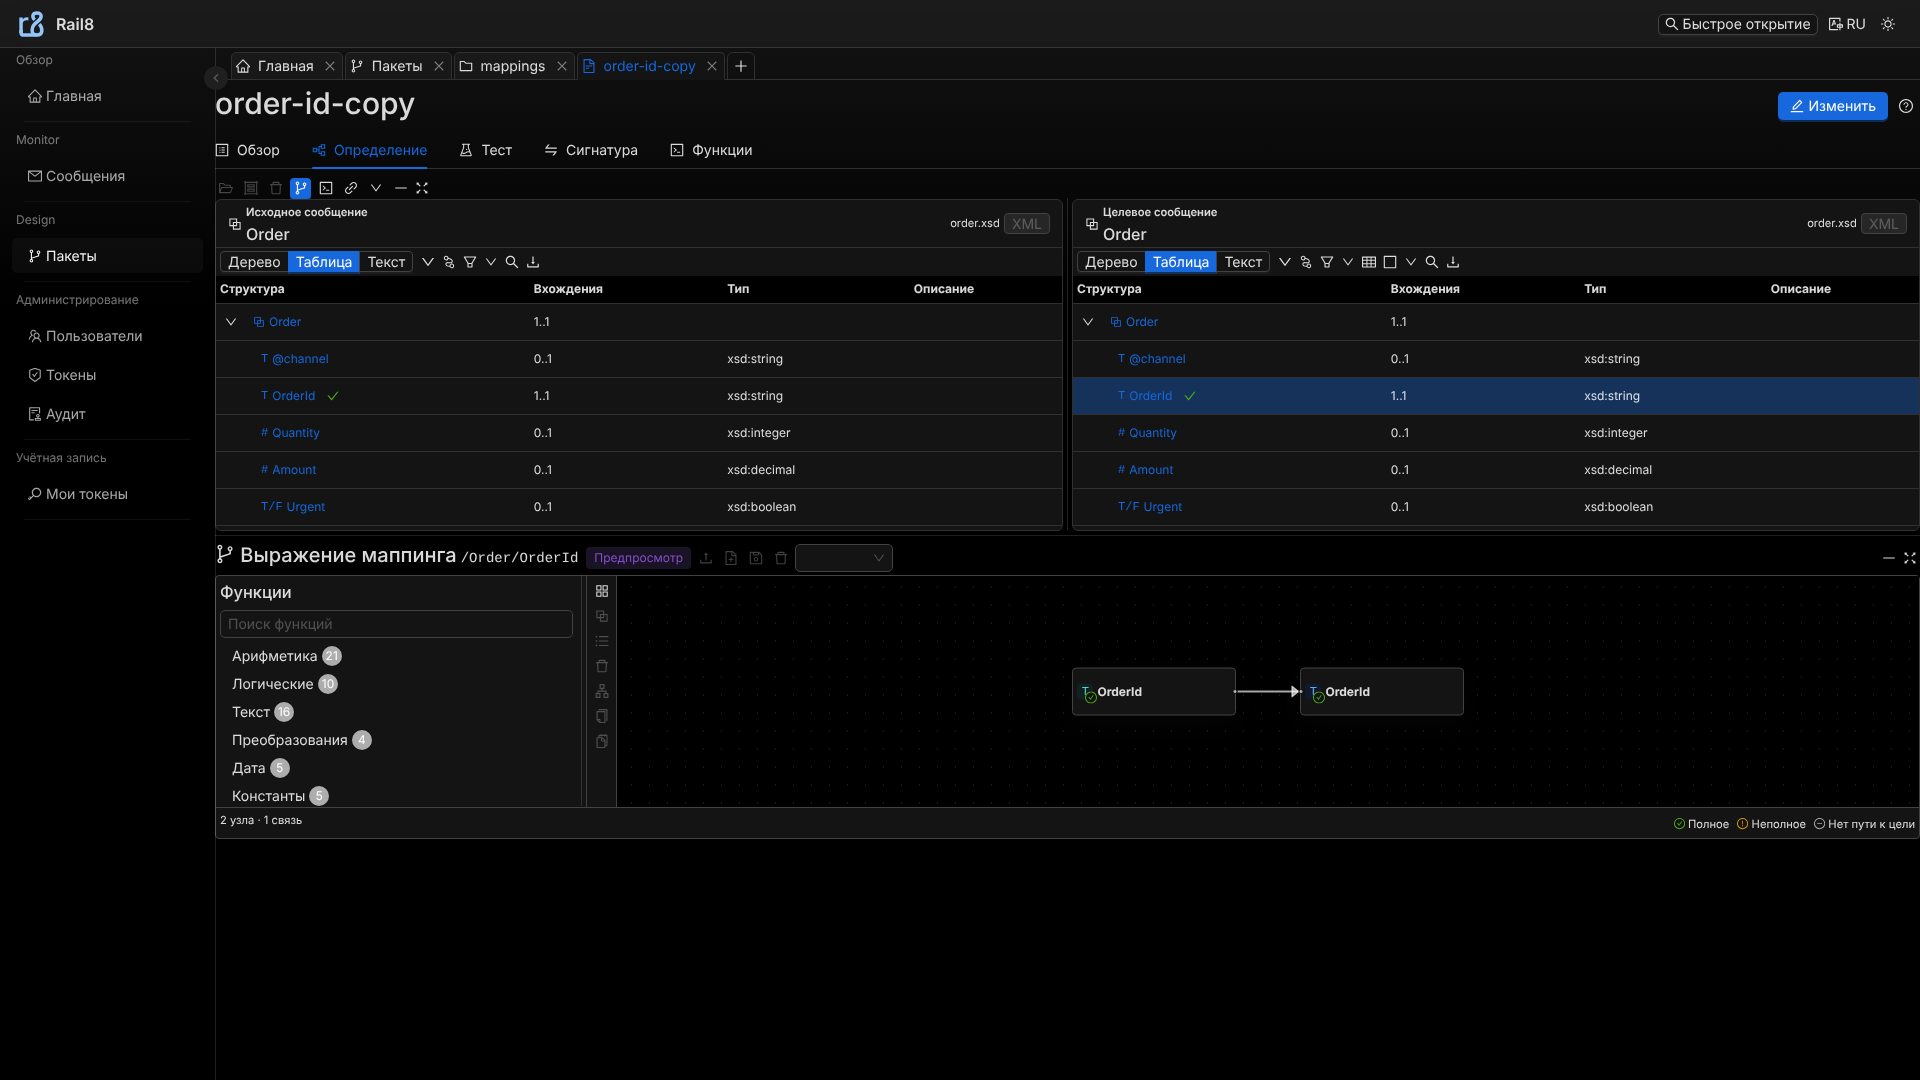 Rail8
Быстрое открытие
RU
Обзор
Главная
Monitor
Сообщения
Design
Пакеты
Администрирование
Пользователи
Токены
Аудит
Учётная запись
Мои токены
Главная
Пакеты
mappings
order-id-copy
order-id-copy
Изменить
Обзор
Определение
Тест
Сигнатура
Функции
Исходное сообщение
Order
order.xsd XML
Дерево Таблица Текст
Структура Вхождения Тип Описание
Order 1..1
T @channel 0..1 xsd:string
T OrderId 1..1 xsd:string
# Quantity 0..1 xsd:integer
# Amount 0..1 xsd:decimal
T/F Urgent 0..1 xsd:boolean
Целевое сообщение
Order
order.xsd XML
Дерево Таблица Текст
Структура Вхождения Тип Описание
Order 1..1
T @channel 0..1 xsd:string
T OrderId 1..1 xsd:string
# Quantity 0..1 xsd:integer
# Amount 0..1 xsd:decimal
T/F Urgent 0..1 xsd:boolean
Выражение маппинга /Order/OrderId Предпросмотр
Функции
Поиск функций
Арифметика 21
Логические 10
Текст 16
Преобразования 4
Дата 5
Константы 5
T OrderId
T OrderId
2 узла · 1 связь
Полное Неполное Нет пути к цели